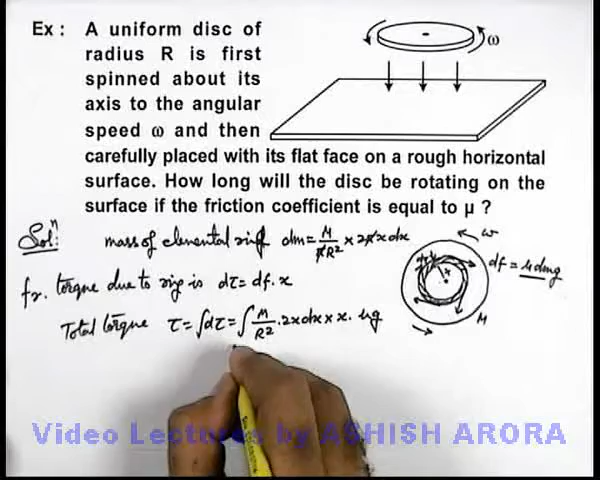 Ex : A uniform disc of
radius R is first
spinned about its
axis to the angular
speed ω and then
carefully placed with its flat face on a rough horizontal
surface. How long will the disc be rotating on the
surface if the friction coefficient is equal to μ ?
ω
Solⁿ: mass of elemental ring dm = M/πR² × 2πx dx
fr. torque due to ring is dτ = df. x
Total torque τ = ∫dτ = ∫ M/R² . 2x dx × x . μg
ω
df = μ dm g
x
M
Video Lectures by ASHISH ARORA